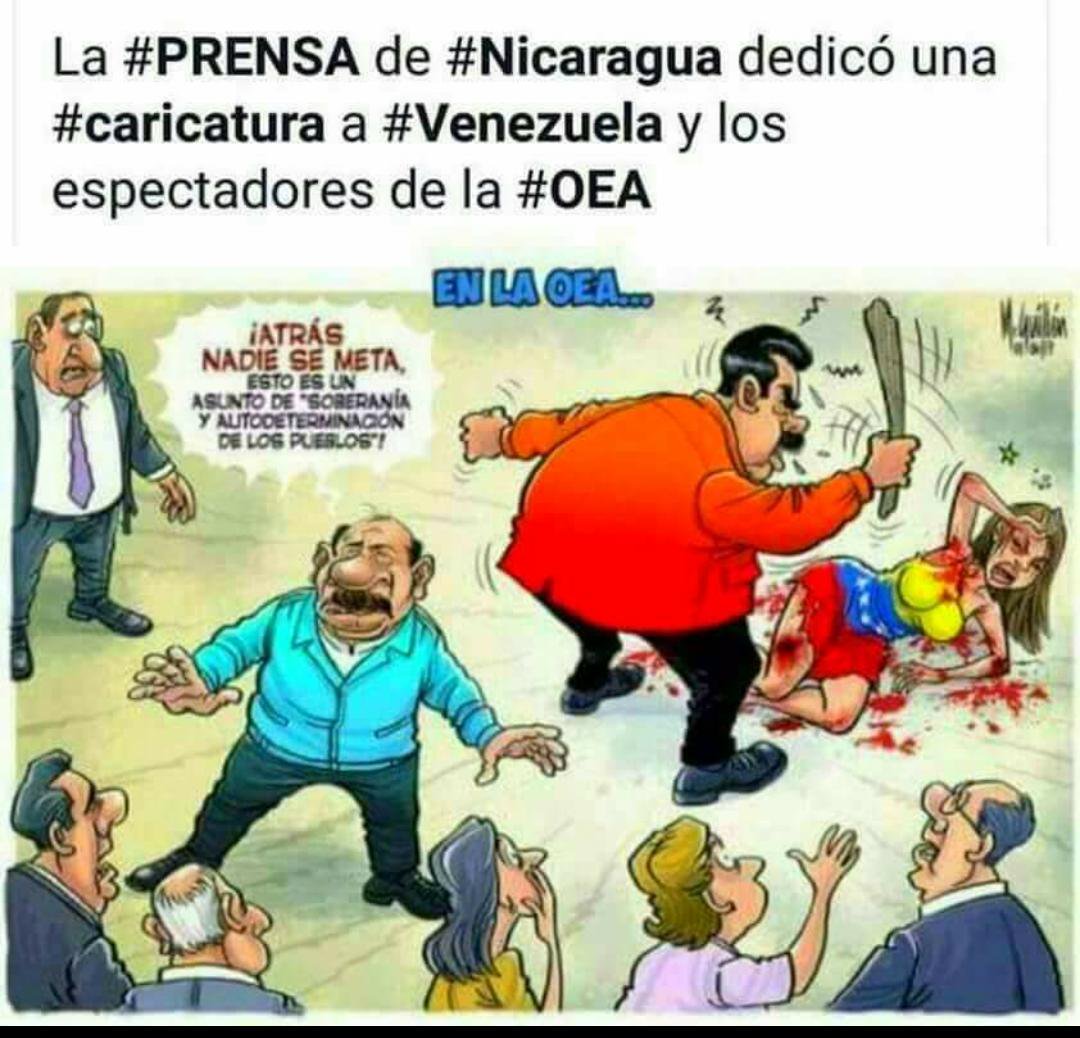 La #PRENSA de #Nicaragua dedicó una
#caricatura a #Venezuela y los
espectadores de la #OEA
EN LA OEA...
¡ATRÁS
NADIE SE META,
ESTO ES UN
ASUNTO DE "SOBERANÍA
Y AUTODETERMINACIÓN
DE LOS PUEBLOS"!